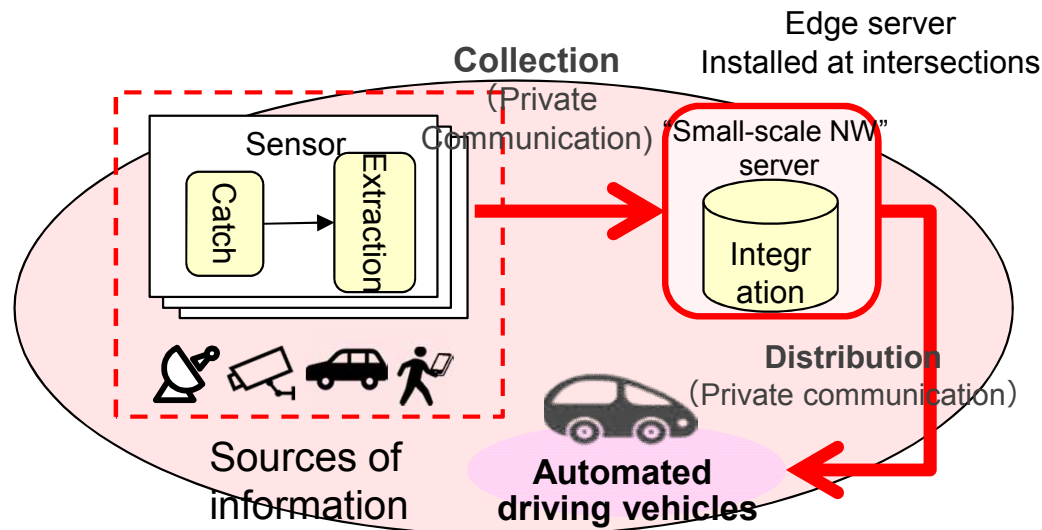 Edge server
Installed at intersections
Collection
（Private
Communication）
Sensor
Catch
Extraction
“Small-scale NW”
server
Integr
ation
Distribution
（Private communication）
Sources of
information
Automated
driving vehicles